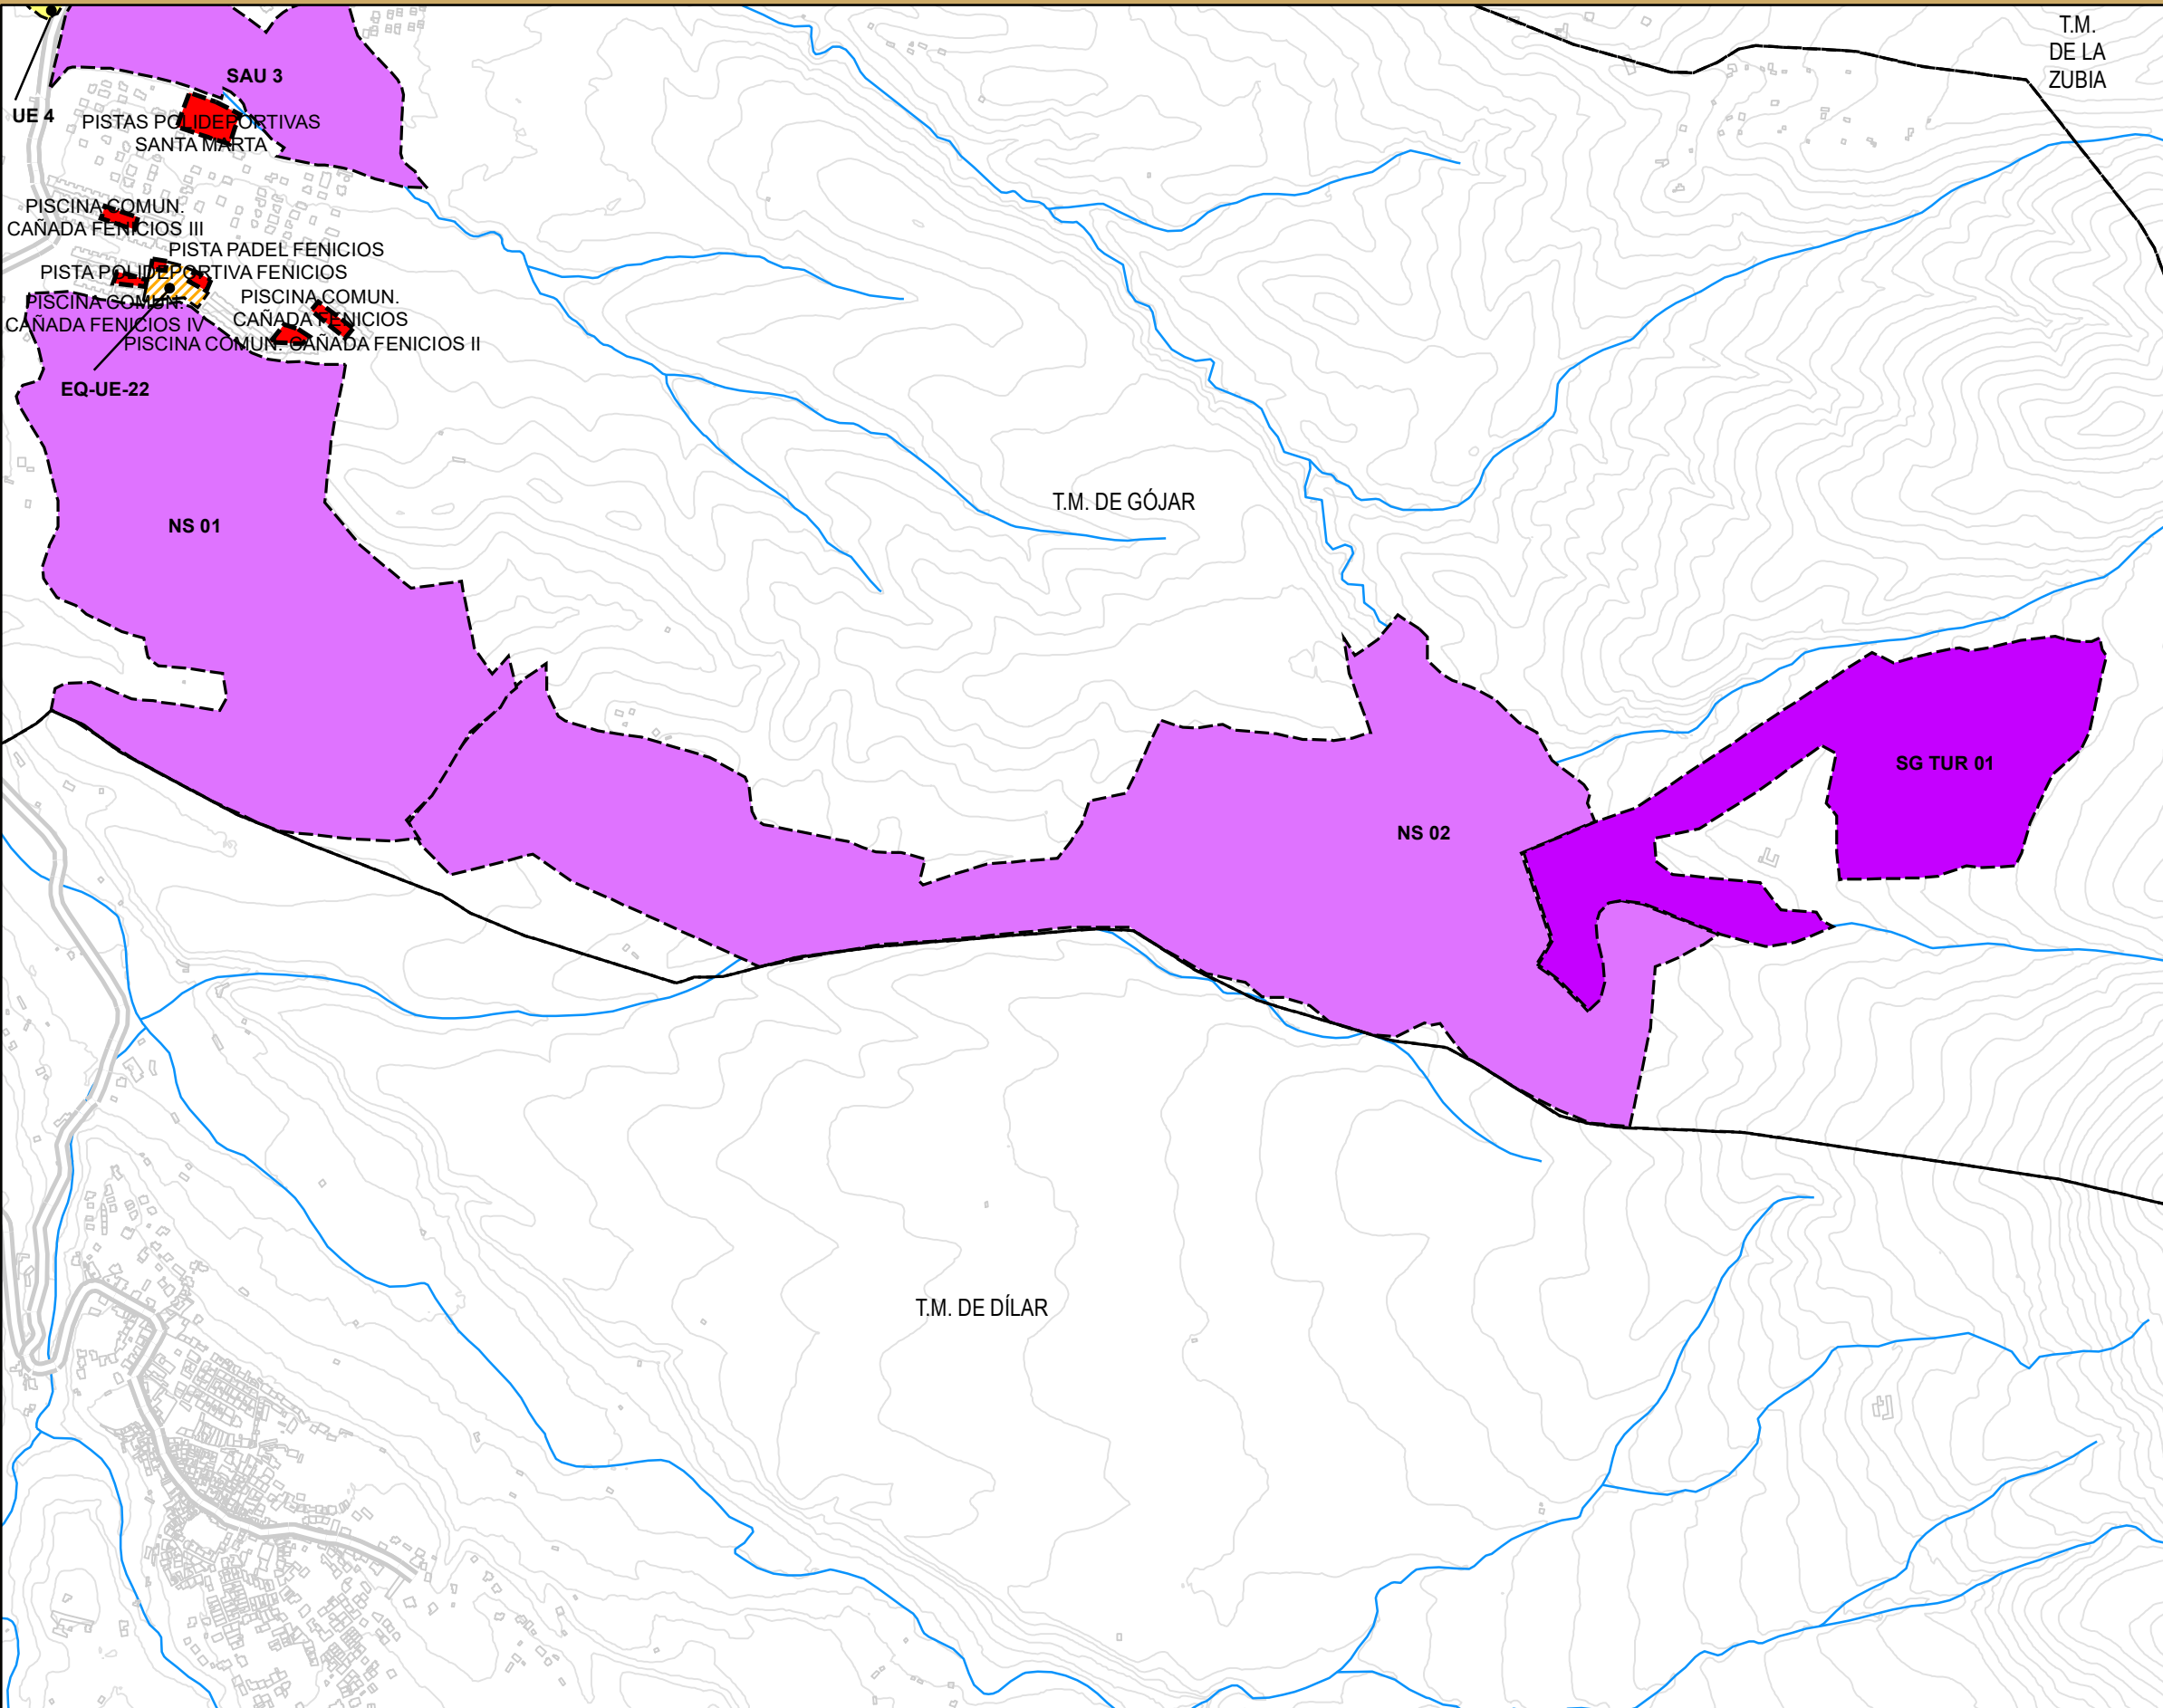 T.M.
DE LA
ZUBIA
SAU 3
UE 4
PISTAS POLIDEPORTIVAS
SANTA MARTA
PISCINA COMUN.
CAÑADA FENICIOS III
PISTA PADEL FENICIOS
PISTA POLIDEPORTIVA FENICIOS
PISCINA COMUN.
CAÑADA FENICIOS IV
PISCINA COMUN.
CAÑADA FENICIOS
PISCINA COMUN. CAÑADA FENICIOS II
EQ-UE-22
T.M. DE GÓJAR
NS 01
SG TUR 01
NS 02
T.M. DE DÍLAR